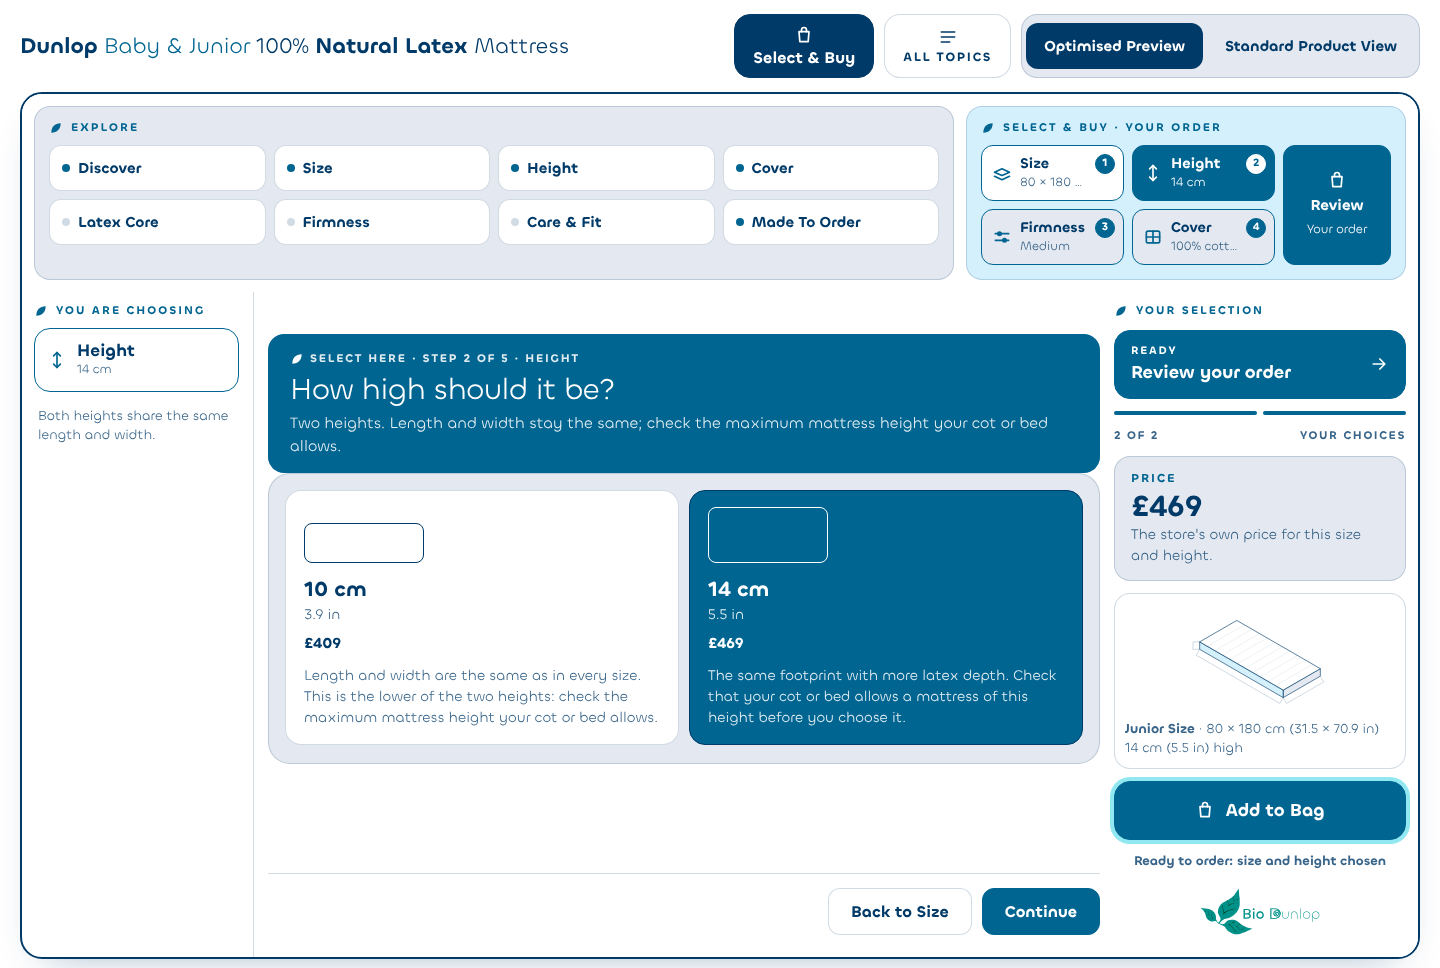 Dunlop Baby & Junior 100% Natural Latex Mattress
Select & Buy
ALL TOPICS
Optimised Preview
Standard Product View
EXPLORE
Discover
Size
Height
Cover
Latex Core
Firmness
Care & Fit
Made To Order
SELECT & BUY · YOUR ORDER
Size
1
80 × 180 ...
Height
2
14 cm
Firmness
3
Medium
Cover
4
100% cott...
Review
Your order
YOU ARE CHOOSING
Height
14 cm
Both heights share the same
length and width.
SELECT HERE · STEP 2 OF 5 · HEIGHT
How high should it be?
Two heights. Length and width stay the same; check the maximum mattress height your cot or bed
allows.
10 cm
3.9 in
£409
Length and width are the same as in every size.
This is the lower of the two heights: check the
maximum mattress height your cot or bed allows.
14 cm
5.5 in
£469
The same footprint with more latex depth. Check
that your cot or bed allows a mattress of this
height before you choose it.
Back to Size
Continue
YOUR SELECTION
READY
Review your order
2 OF 2
YOUR CHOICES
PRICE
£469
The store's own price for this size
and height.
Junior Size · 80 × 180 cm (31.5 × 70.9 in)
14 cm (5.5 in) high
Add to Bag
Ready to order: size and height chosen
Bio Dunlop